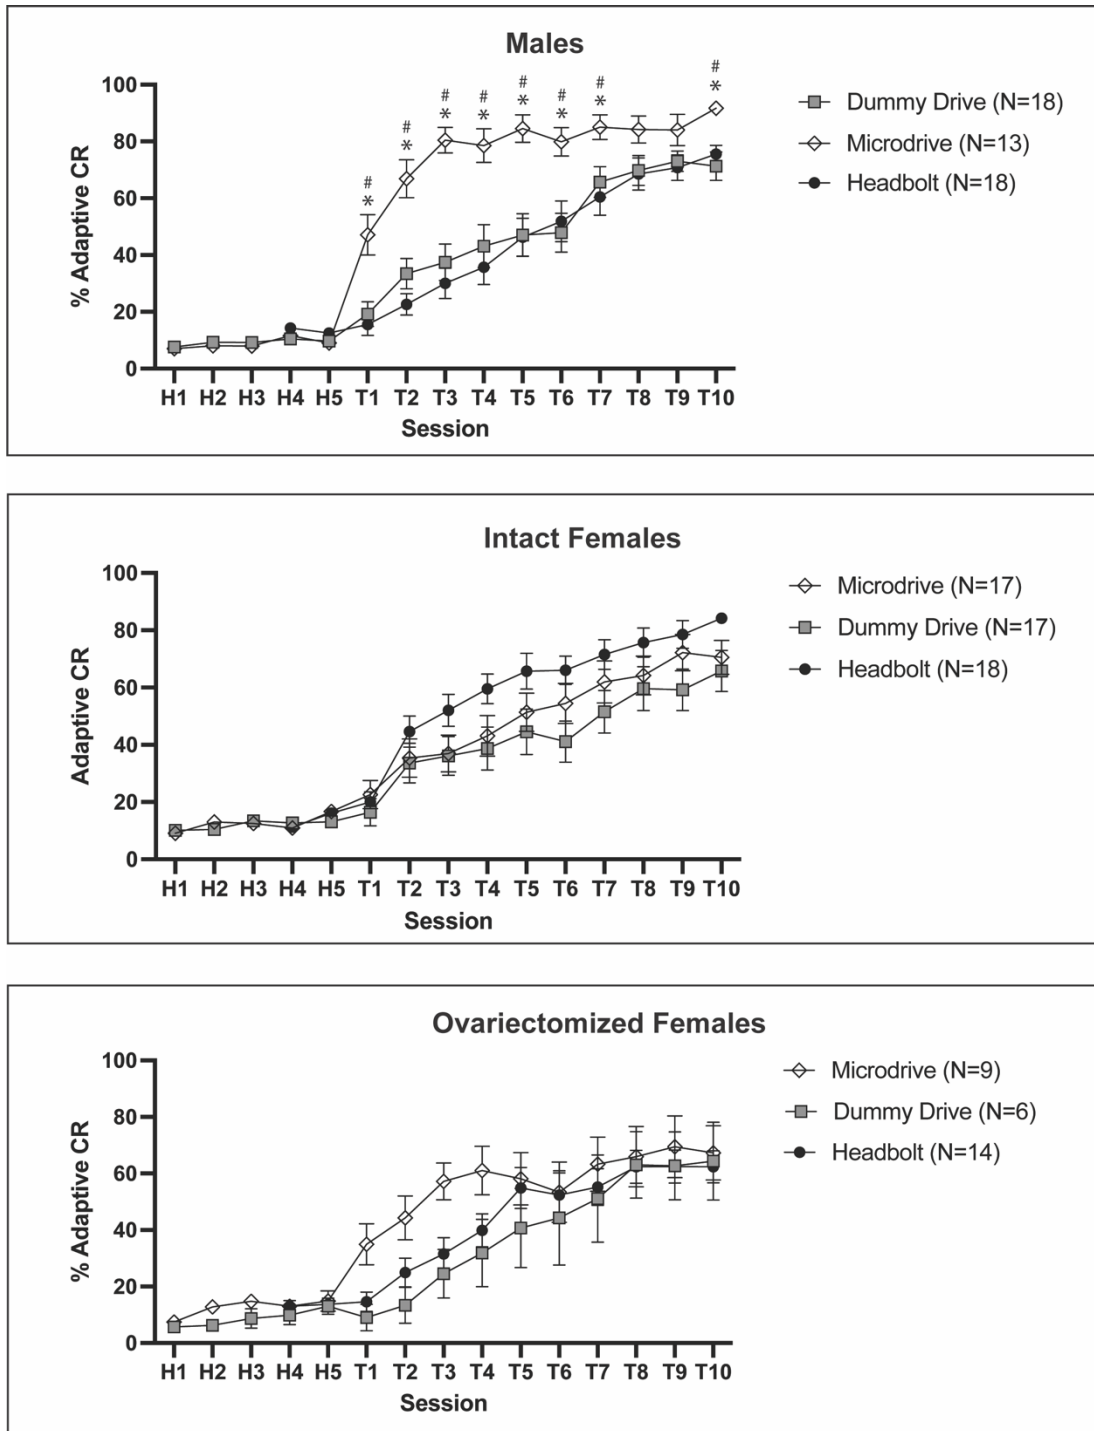 Males
% Adaptive CR
100
80
60
40
20
0
# # # # # # # #
* * * * * * * *
H1 H2 H3 H4 H5 T1 T2 T3 T4 T5 T6 T7 T8 T9 T10
Session
Dummy Drive (N=18)
Microdrive (N=13)
Headbolt (N=18)
Intact Females
Adaptive CR
100
80
60
40
20
0
H1 H2 H3 H4 H5 T1 T2 T3 T4 T5 T6 T7 T8 T9 T10
Session
Microdrive (N=17)
Dummy Drive (N=17)
Headbolt (N=18)
Ovariectomized Females
% Adaptive CR
100
80
60
40
20
0
H1 H2 H3 H4 H5 T1 T2 T3 T4 T5 T6 T7 T8 T9 T10
Session
Microdrive (N=9)
Dummy Drive (N=6)
Headbolt (N=14)